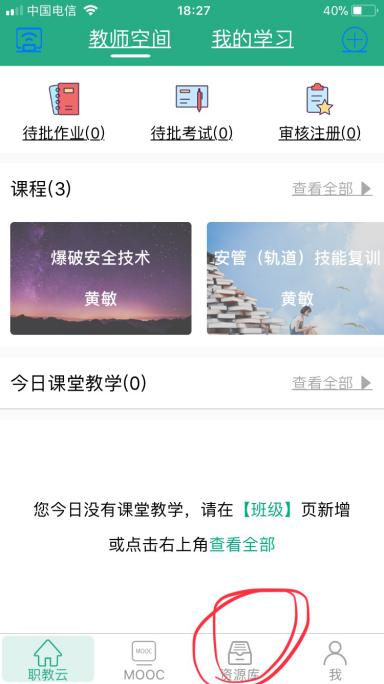 中国电信 18:27 40%
教师空间 我的学习
待批作业(0) 待批考试(0) 审核注册(0)
课程(3) 查看全部
爆破安全技术 安管（轨道）技能复训
黄敏 黄敏
今日课堂教学(0) 查看全部
您今日没有课堂教学，请在【班级】页新增
或点击右上角查看全部
MOOC
职教云 MOOC 资源库 我